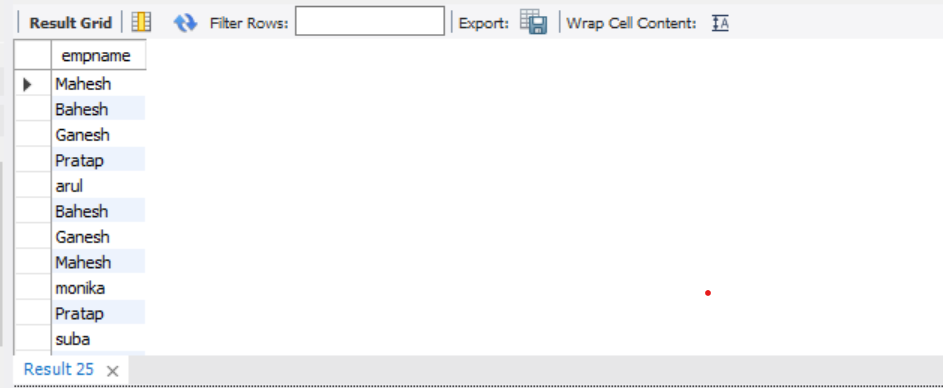 Result Grid Filter Rows: Export: Wrap Cell Content: IA
empname
Mahesh
Bahesh
Ganesh
Pratap
arul
Bahesh
Ganesh
Mahesh
monika
Pratap
suba
Result 25 ×